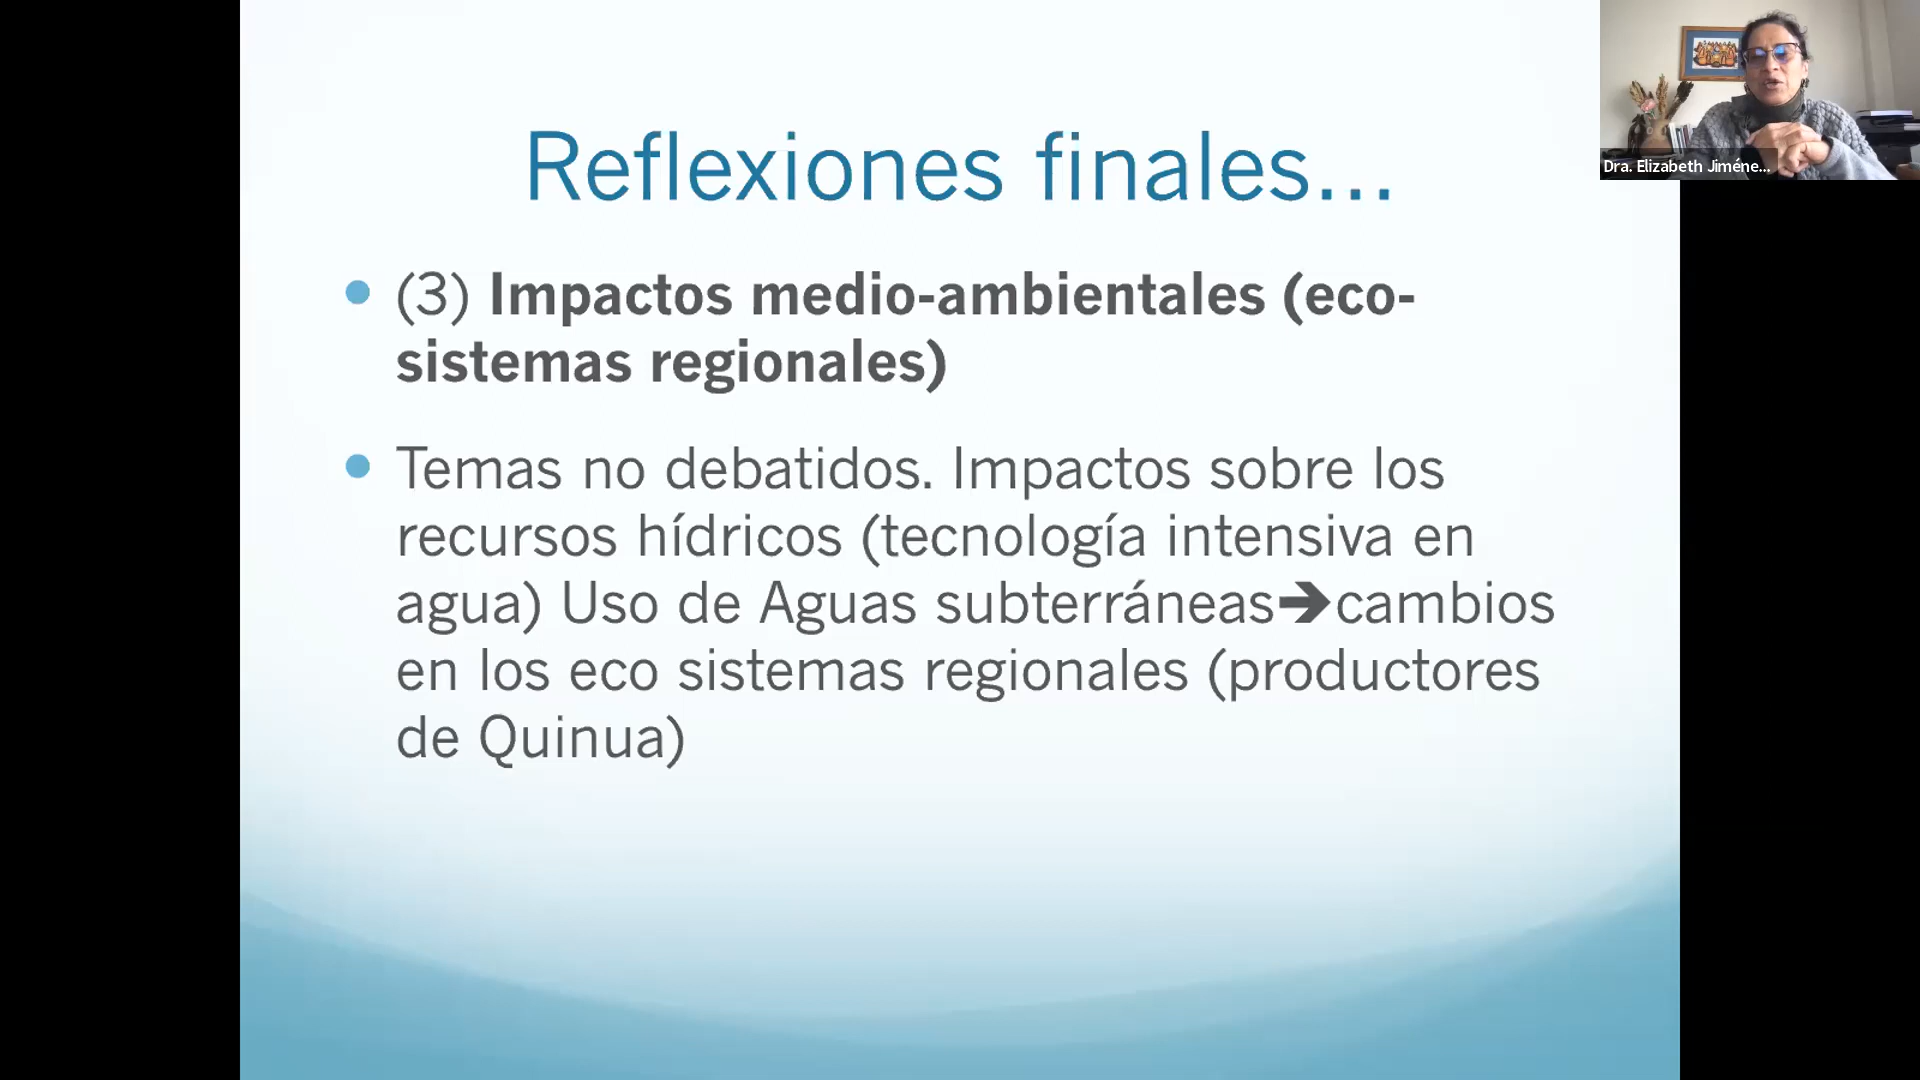 Reflexiones finales...
(3) Impactos medio-ambientales (eco-
sistemas regionales)
Temas no debatidos. Impactos sobre los
recursos hídricos (tecnología intensiva en
agua) Uso de Aguas subterráneas➔cambios
en los eco sistemas regionales (productores
de Quinua)
Dra. Elizabeth Jiméne...